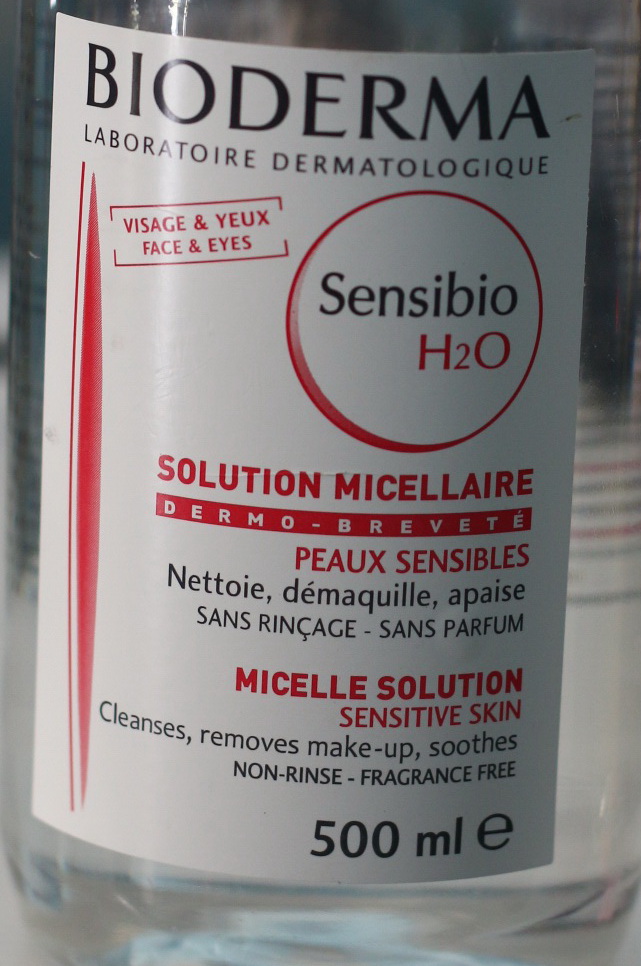 BIODERMA
LABORATOIRE DERMATOLOGIQUE
VISAGE & YEUX
FACE & EYES
Sensibio
H2O
SOLUTION MICELLAIRE
DERMO-BREVETÉ
PEAUX SENSIBLES
Nettoie, démaquille, apaise
SANS RINÇAGE - SANS PARFUM
MICELLE SOLUTION
SENSITIVE SKIN
Cleanses, removes make-up, soothes
NON-RINSE - FRAGRANCE FREE
500 ml e